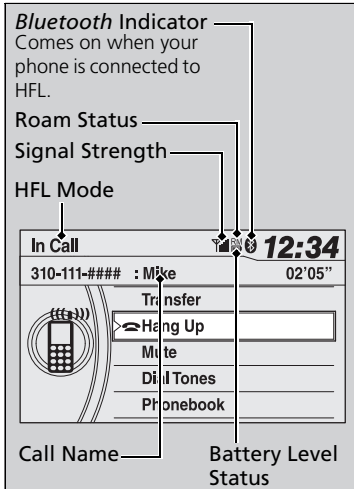 Bluetooth Indicator
Comes on when your
phone is connected to
HFL.
Roam Status
Signal Strength
HFL Mode
In Call RM 12:34
310-111-#### : Mike 02'05"
Transfer
Hang Up
Mute
Dial Tones
Phonebook
Call Name
Battery Level
Status